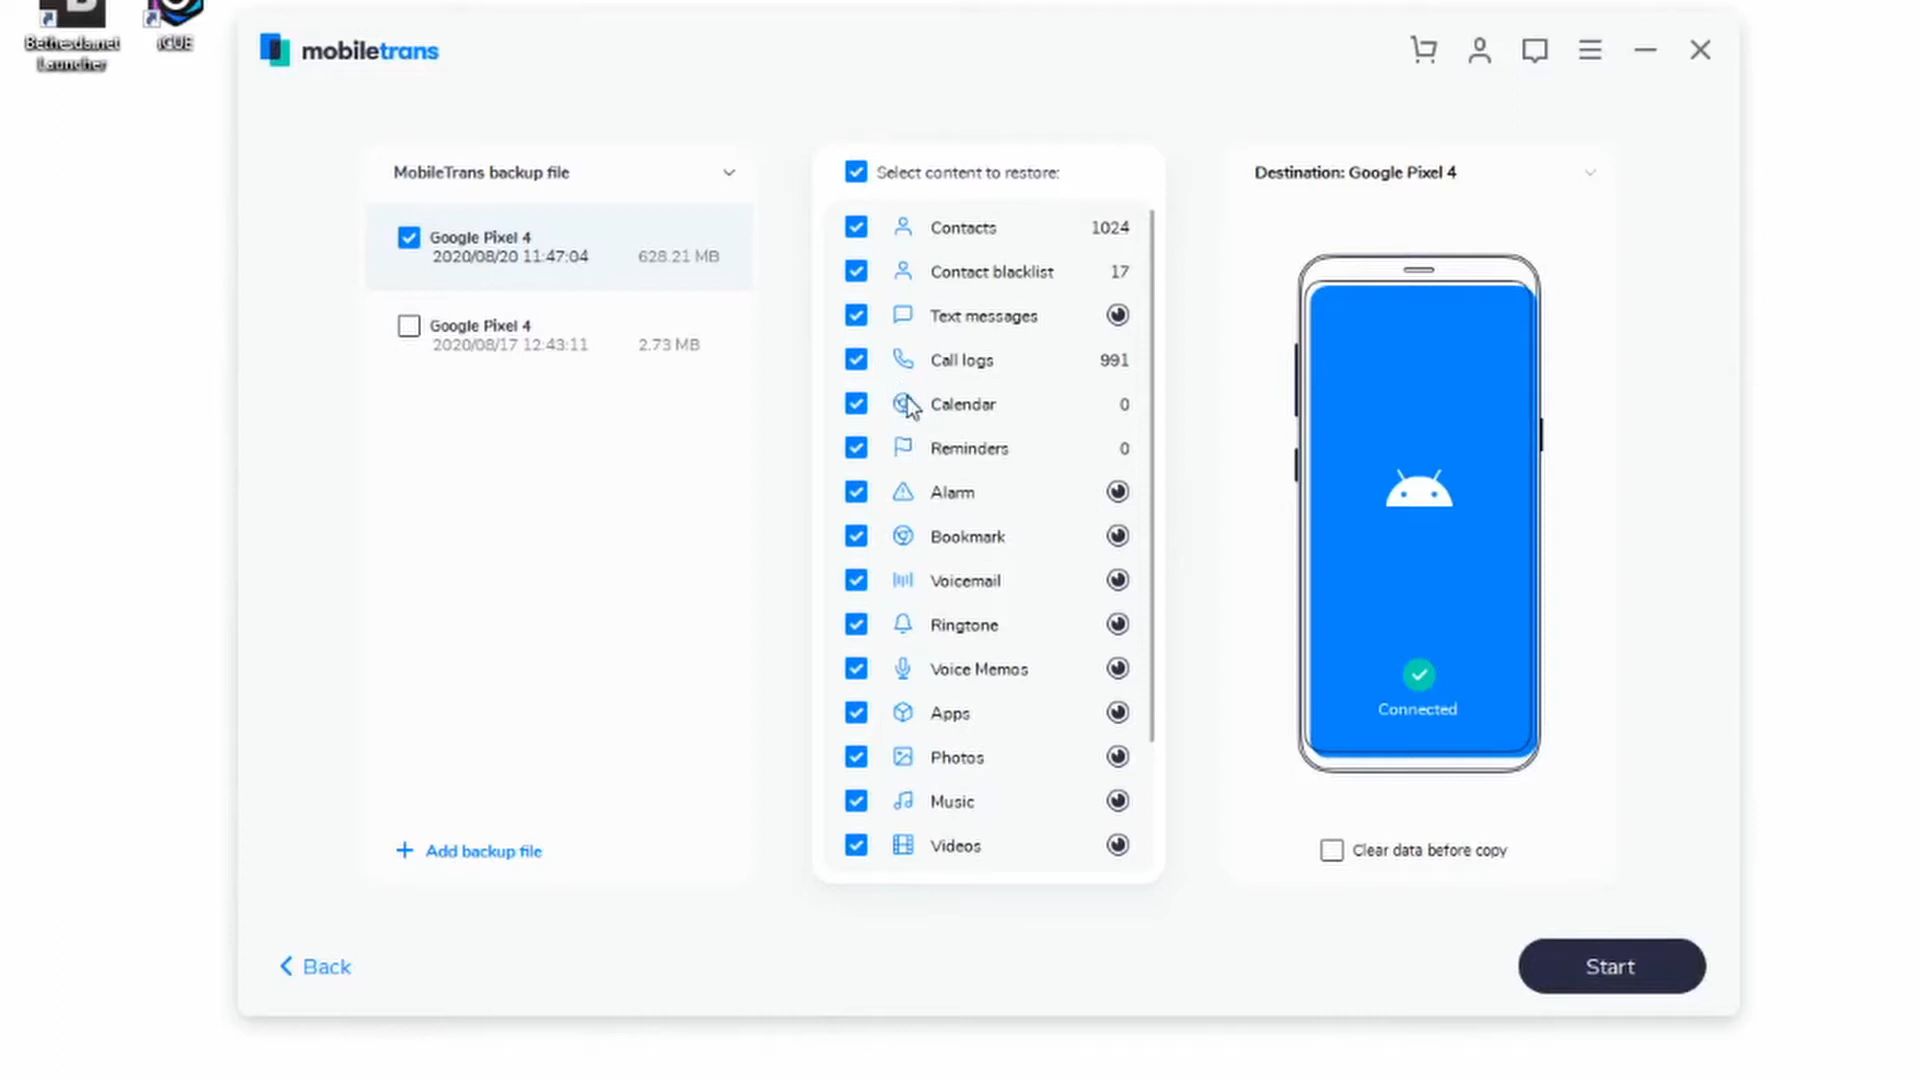 Bethesda.net
Launcher
iCUE
mobiletrans
MobileTrans backup file
Google Pixel 4
2020/08/20 11:47:04 628.21 MB
Google Pixel 4
2020/08/17 12:43:11 2.73 MB
Add backup file
Select content to restore:
Contacts 1024
Contact blacklist 17
Text messages
Call logs 991
Calendar 0
Reminders 0
Alarm
Bookmark
Voicemail
Ringtone
Voice Memos
Apps
Photos
Music
Videos
Destination: Google Pixel 4
Connected
Clear data before copy
Back
Start